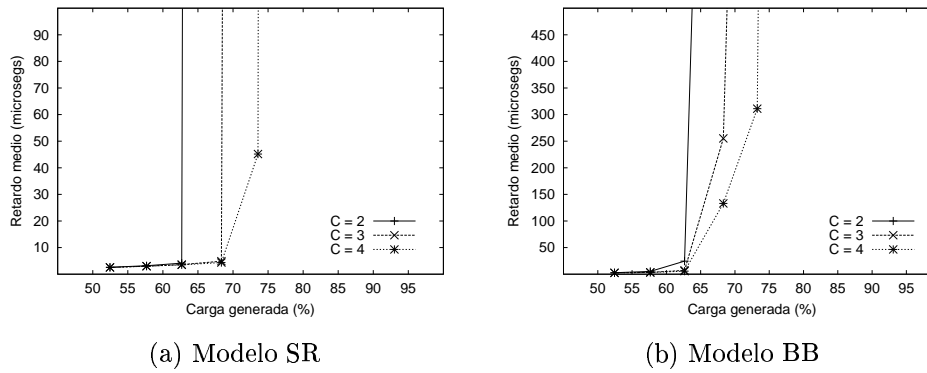 Retardo medio (microsegs)
90
80
70
60
50
40
30
20
10
50 55 60 65 70 75 80 85 90 95
Carga generada (%)
C = 2
C = 3
C = 4
(a) Modelo SR
Retardo medio (microsegs)
450
400
350
300
250
200
150
100
50
50 55 60 65 70 75 80 85 90 95
Carga generada (%)
C = 2
C = 3
C = 4
(b) Modelo BB